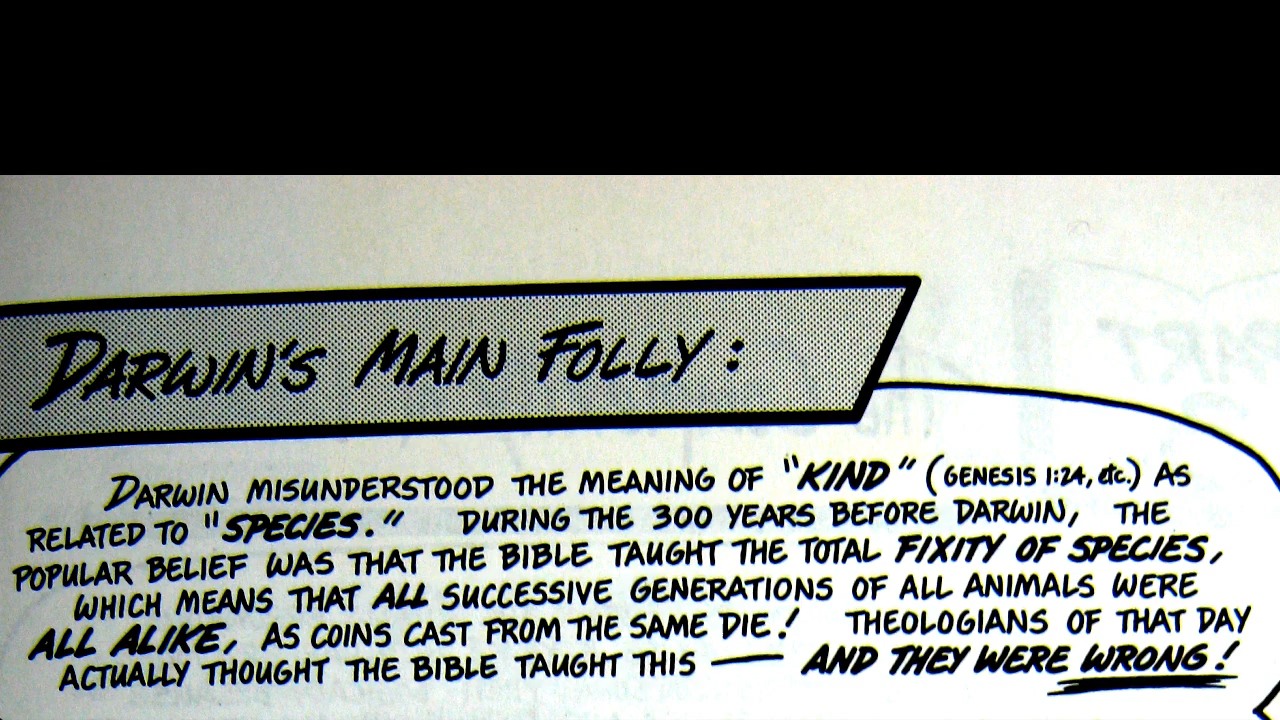 DARWIN'S MAIN FOLLY:
DARWIN MISUNDERSTOOD THE MEANING OF "KIND" (GENESIS 1:24, etc.) AS
RELATED TO "SPECIES." DURING THE 300 YEARS BEFORE DARWIN, THE
POPULAR BELIEF WAS THAT THE BIBLE TAUGHT THE TOTAL FIXITY OF SPECIES,
WHICH MEANS THAT ALL SUCCESSIVE GENERATIONS OF ALL ANIMALS WERE
ALL ALIKE, AS COINS CAST FROM THE SAME DIE! THEOLOGIANS OF THAT DAY
ACTUALLY THOUGHT THE BIBLE TAUGHT THIS — AND THEY WERE WRONG!